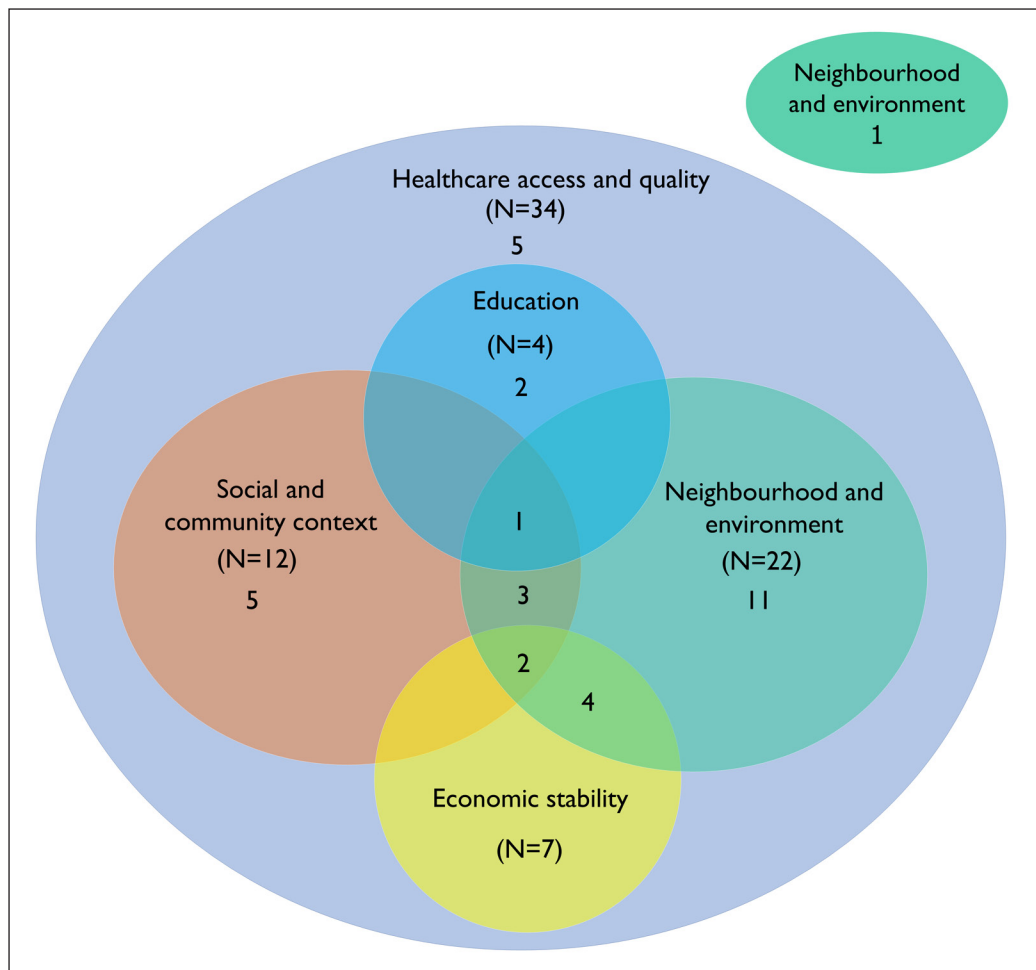 Neighbourhood
and environment
1
Healthcare access and quality
(N=34)
5
Education
(N=4)
2
Social and
community context
(N=12)
5
1
3
2
4
Neighbourhood and
environment
(N=22)
11
Economic stability
(N=7)